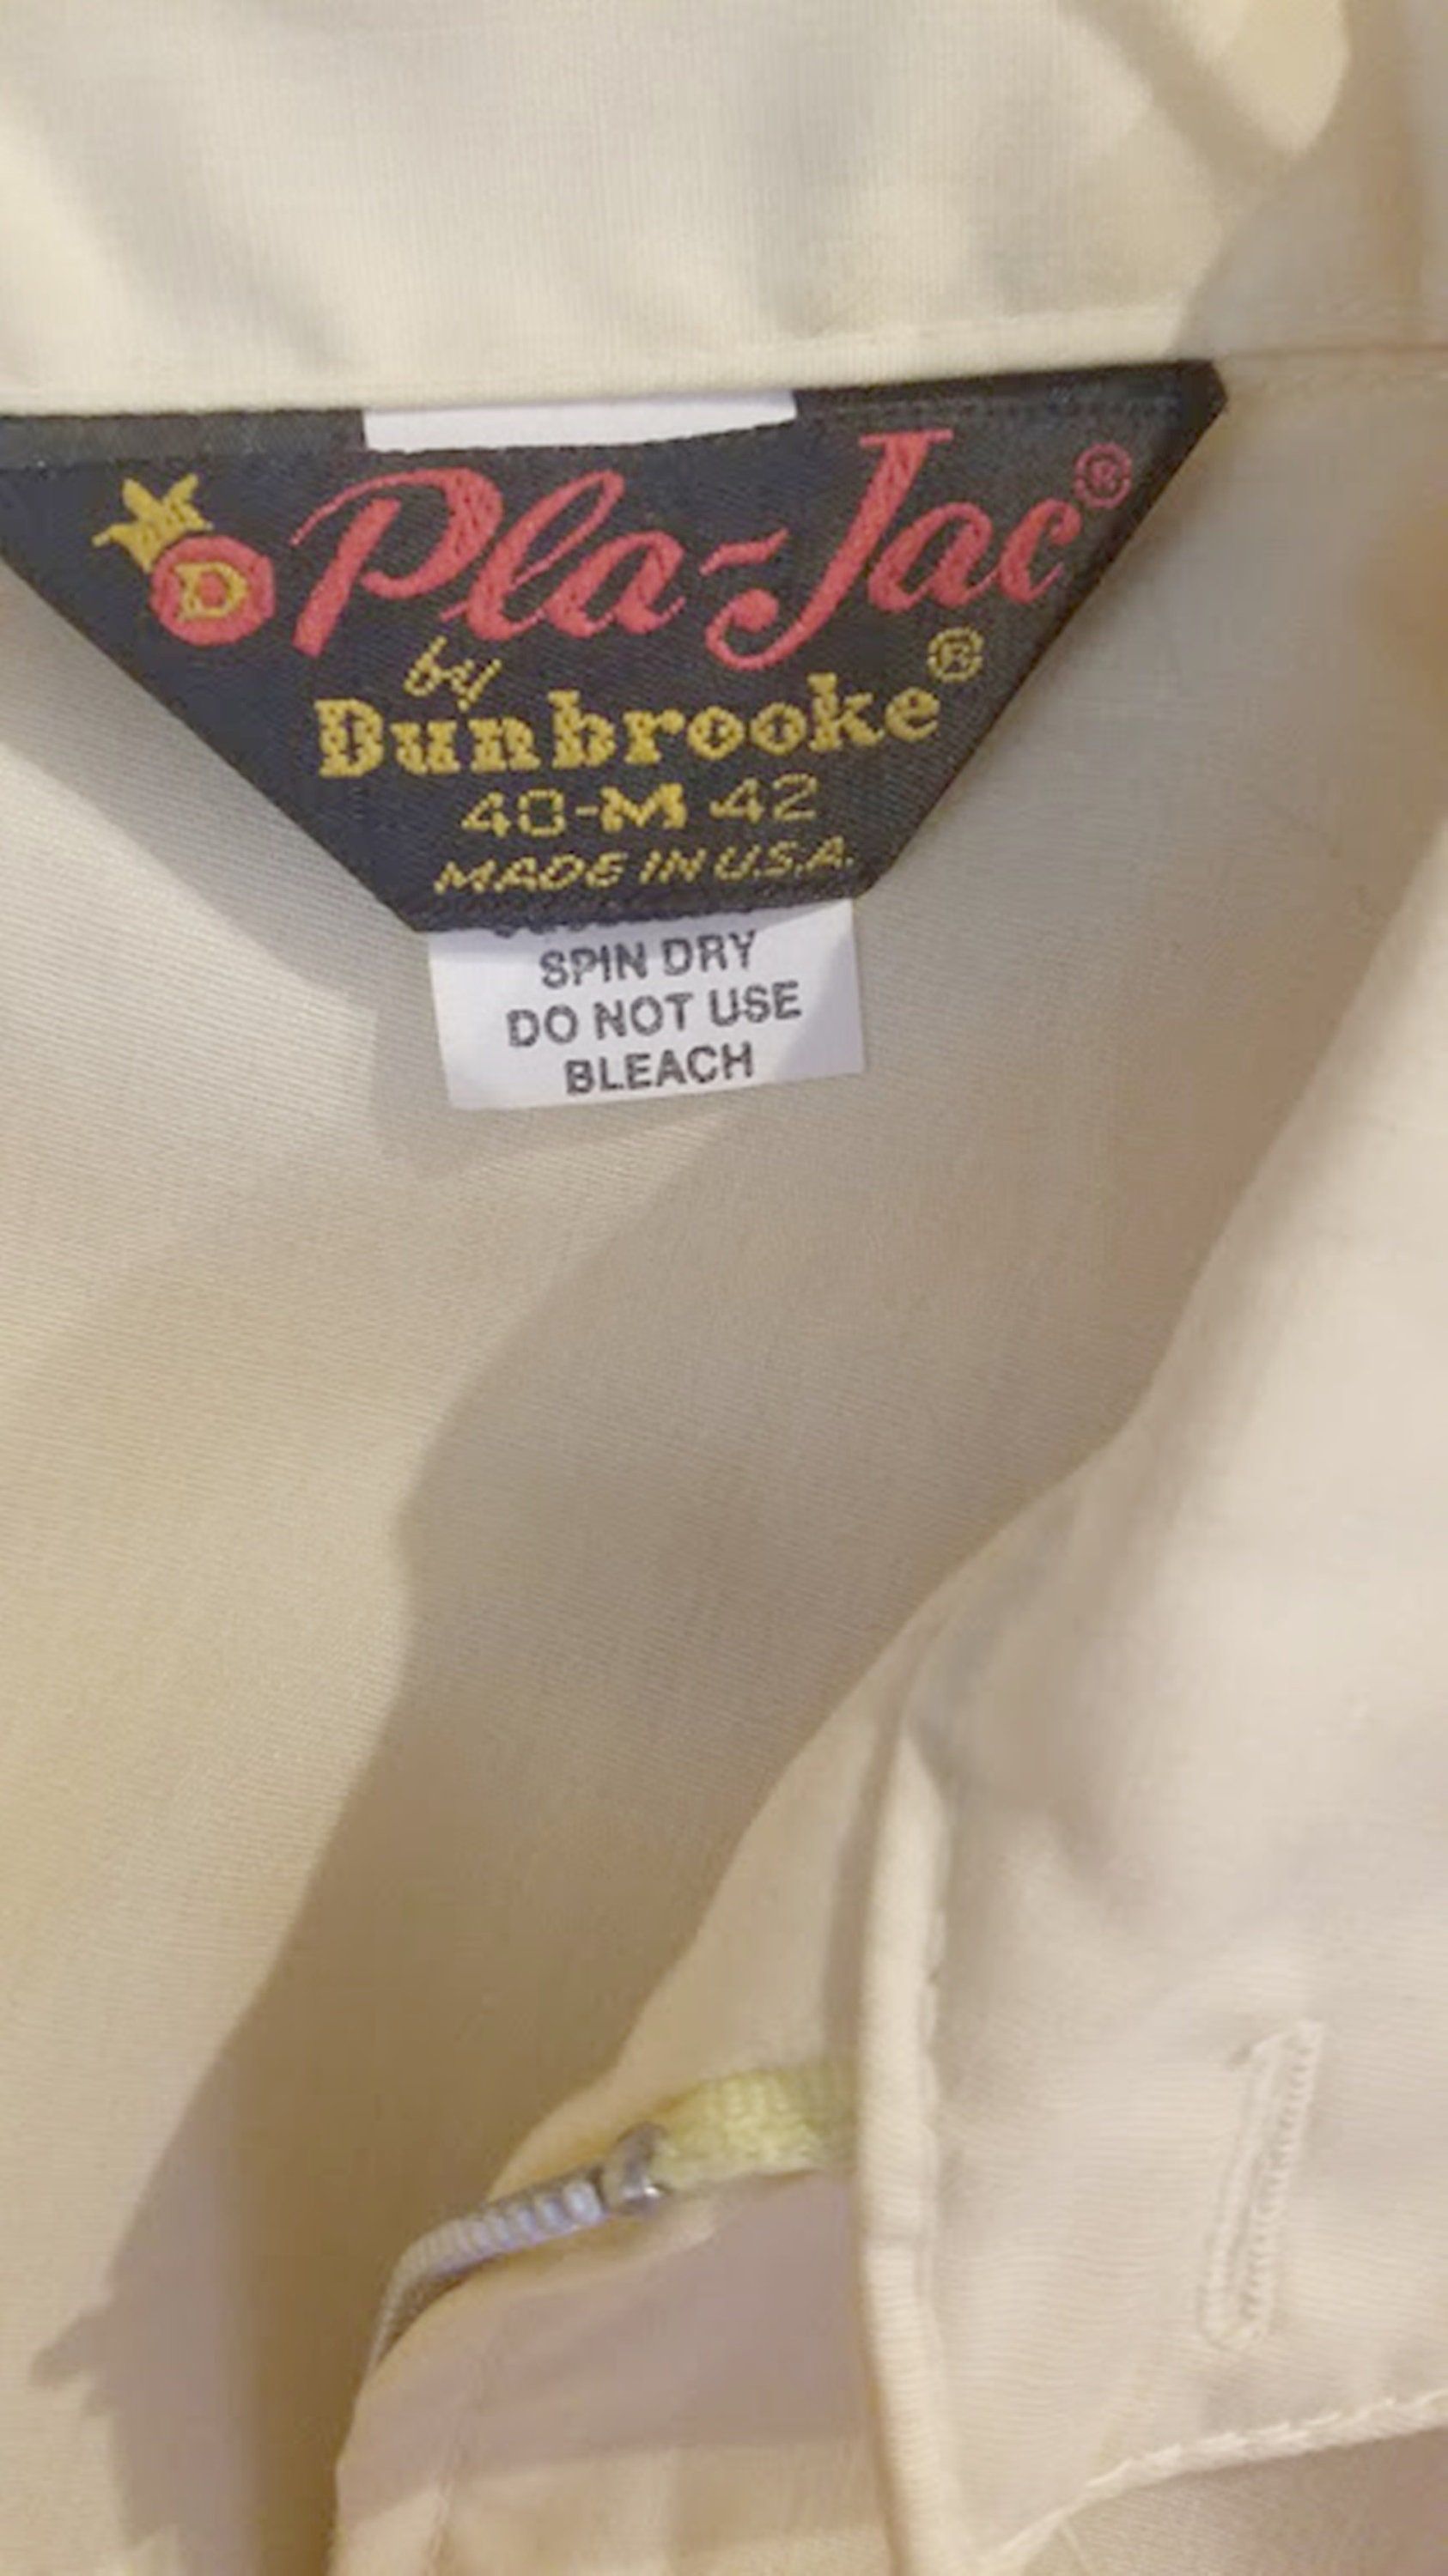 D Pla-Jac®
by
Dunbrooke®
40-M 42
MADE IN U.S.A.
SPIN DRY
DO NOT USE
BLEACH